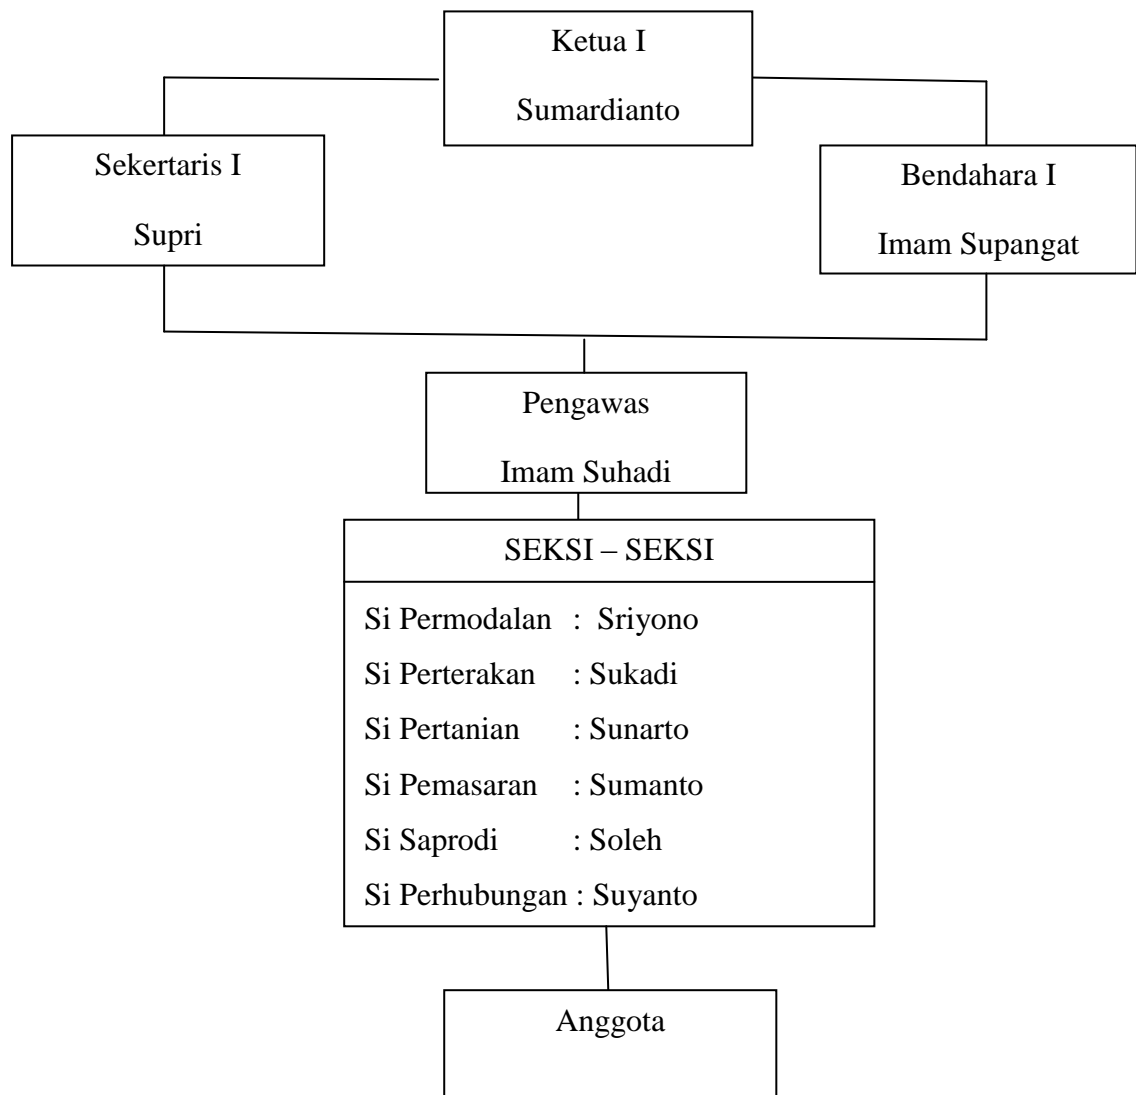 Ketua I
Sumardianto
Sekertaris I
Supri
Bendahara I
Imam Supangat
Pengawas
Imam Suhadi
SEKSI – SEKSI
Si Permodalan : Sriyono
Si Perterakan : Sukadi
Si Pertanian : Sunarto
Si Pemasaran : Sumanto
Si Saprodi : Soleh
Si Perhubungan : Suyanto
Anggota